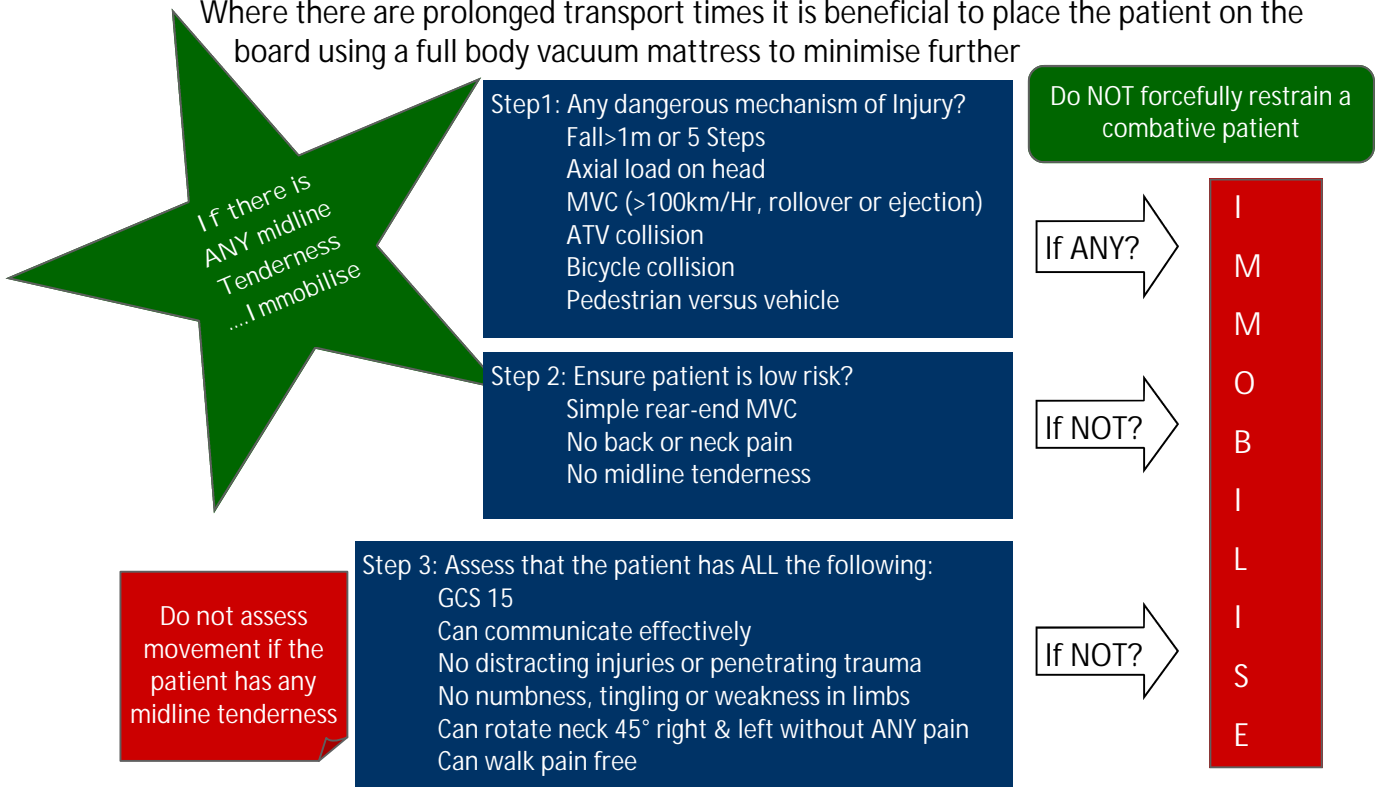 Where there are prolonged transport times it is beneficial to place the patient on the
board using a full body vacuum mattress to minimise further
If there is
ANY midline
Tenderness
....Immobilise
Step1: Any dangerous mechanism of Injury?
Fall>1m or 5 Steps
Axial load on head
MVC (>100km/Hr, rollover or ejection)
ATV collision
Bicycle collision
Pedestrian versus vehicle
If ANY?
Do NOT forcefully restrain a
combative patient
Step 2: Ensure patient is low risk?
Simple rear-end MVC
No back or neck pain
No midline tenderness
If NOT?
Do not assess
movement if the
patient has any
midline tenderness
Step 3: Assess that the patient has ALL the following:
GCS 15
Can communicate effectively
No distracting injuries or penetrating trauma
No numbness, tingling or weakness in limbs
Can rotate neck 45° right & left without ANY pain
Can walk pain free
If NOT?
I
M
M
O
B
I
L
I
S
E